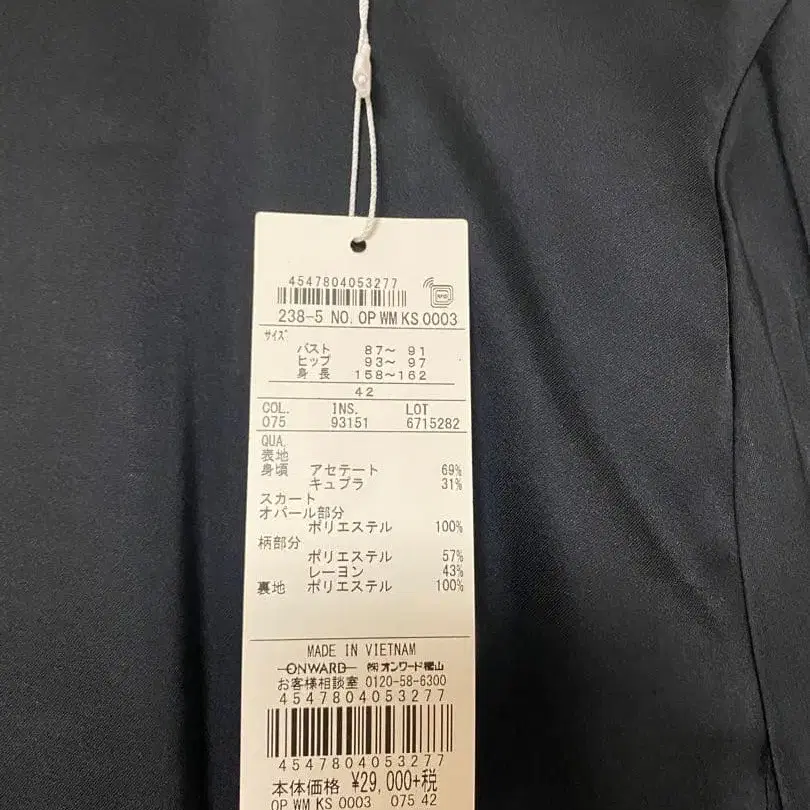 4547804053277
238-5 NO. OP WM KS 0003
サイズ
バスト 87〜 91
ヒップ 93〜 97
身 長 158〜162
42
COL. INS. LOT
075 93151 6715282
QUA.
表地
身頃 アセテート 69%
キュプラ 31%
スカート
オパール部分
ポリエステル 100%
柄部分
ポリエステル 57%
レーヨン 43%
裏地 ポリエステル 100%
MADE IN VIETNAM
ONWARD ㈱オンワード樫山
お客様相談室 0120-58-6300
4547804053277
4547804053277
本体価格 ¥29,000+税
OP WM KS 0003 075 42